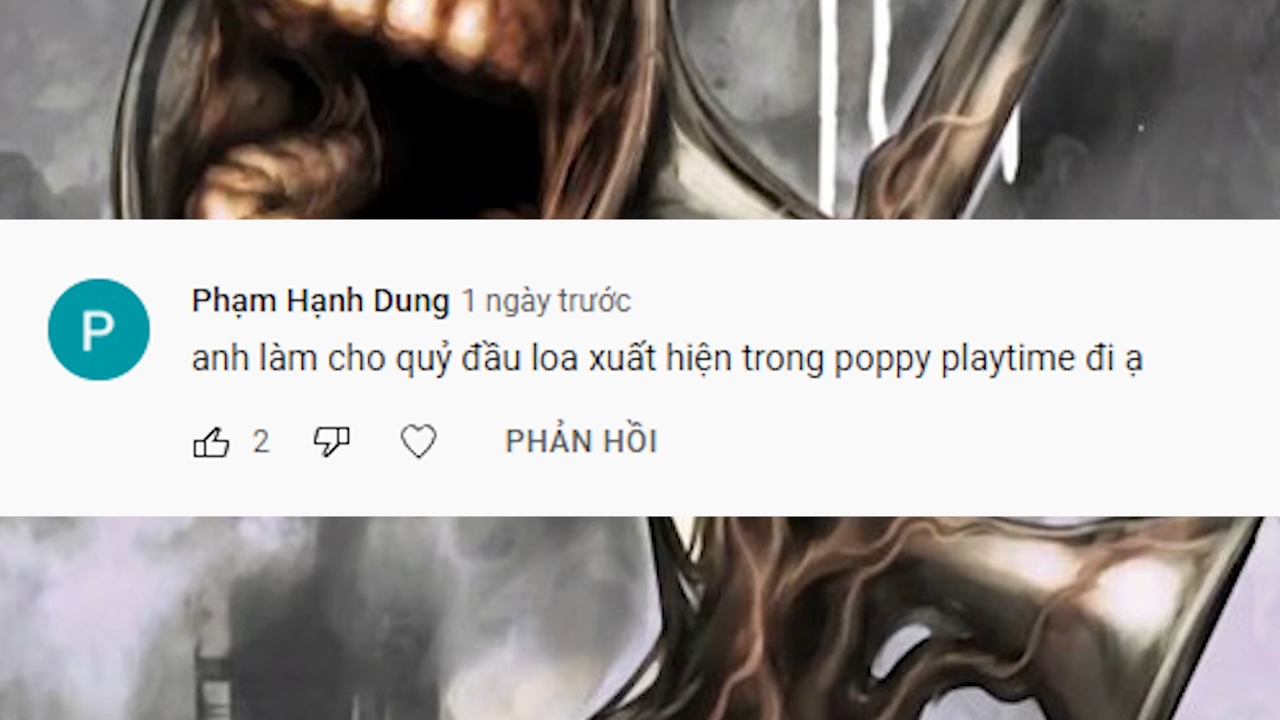 P
Phạm Hạnh Dung 1 ngày trước
anh làm cho quỷ đầu loa xuất hiện trong poppy playtime đi ạ
2
PHẢN HỒI